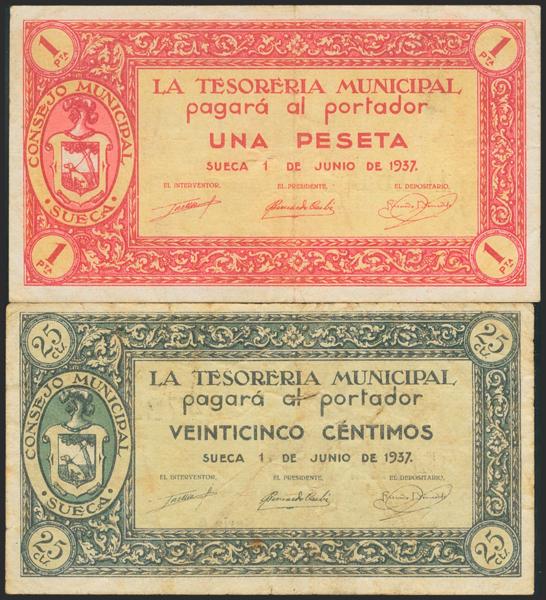 1 PTA
1 PTA
CONSEJO MUNICIPAL
· SUECA ·
LA TESORERIA MUNICIPAL
pagará al portador
UNA PESETA
SUECA 1 DE JUNIO DE 1937.
EL INTERVENTOR, EL PRESIDENTE, EL DEPOSITARIO,
1 PTA
1 PTA
25 CTS
25 CTS
CONSEJO MUNICIPAL
· SUECA ·
LA TESORERIA MUNICIPAL
pagará al portador
VEINTICINCO CÉNTIMOS
SUECA 1 DE JUNIO DE 1937.
EL INTERVENTOR, EL PRESIDENTE, EL DEPOSITARIO,
25 CTS
25 CTS